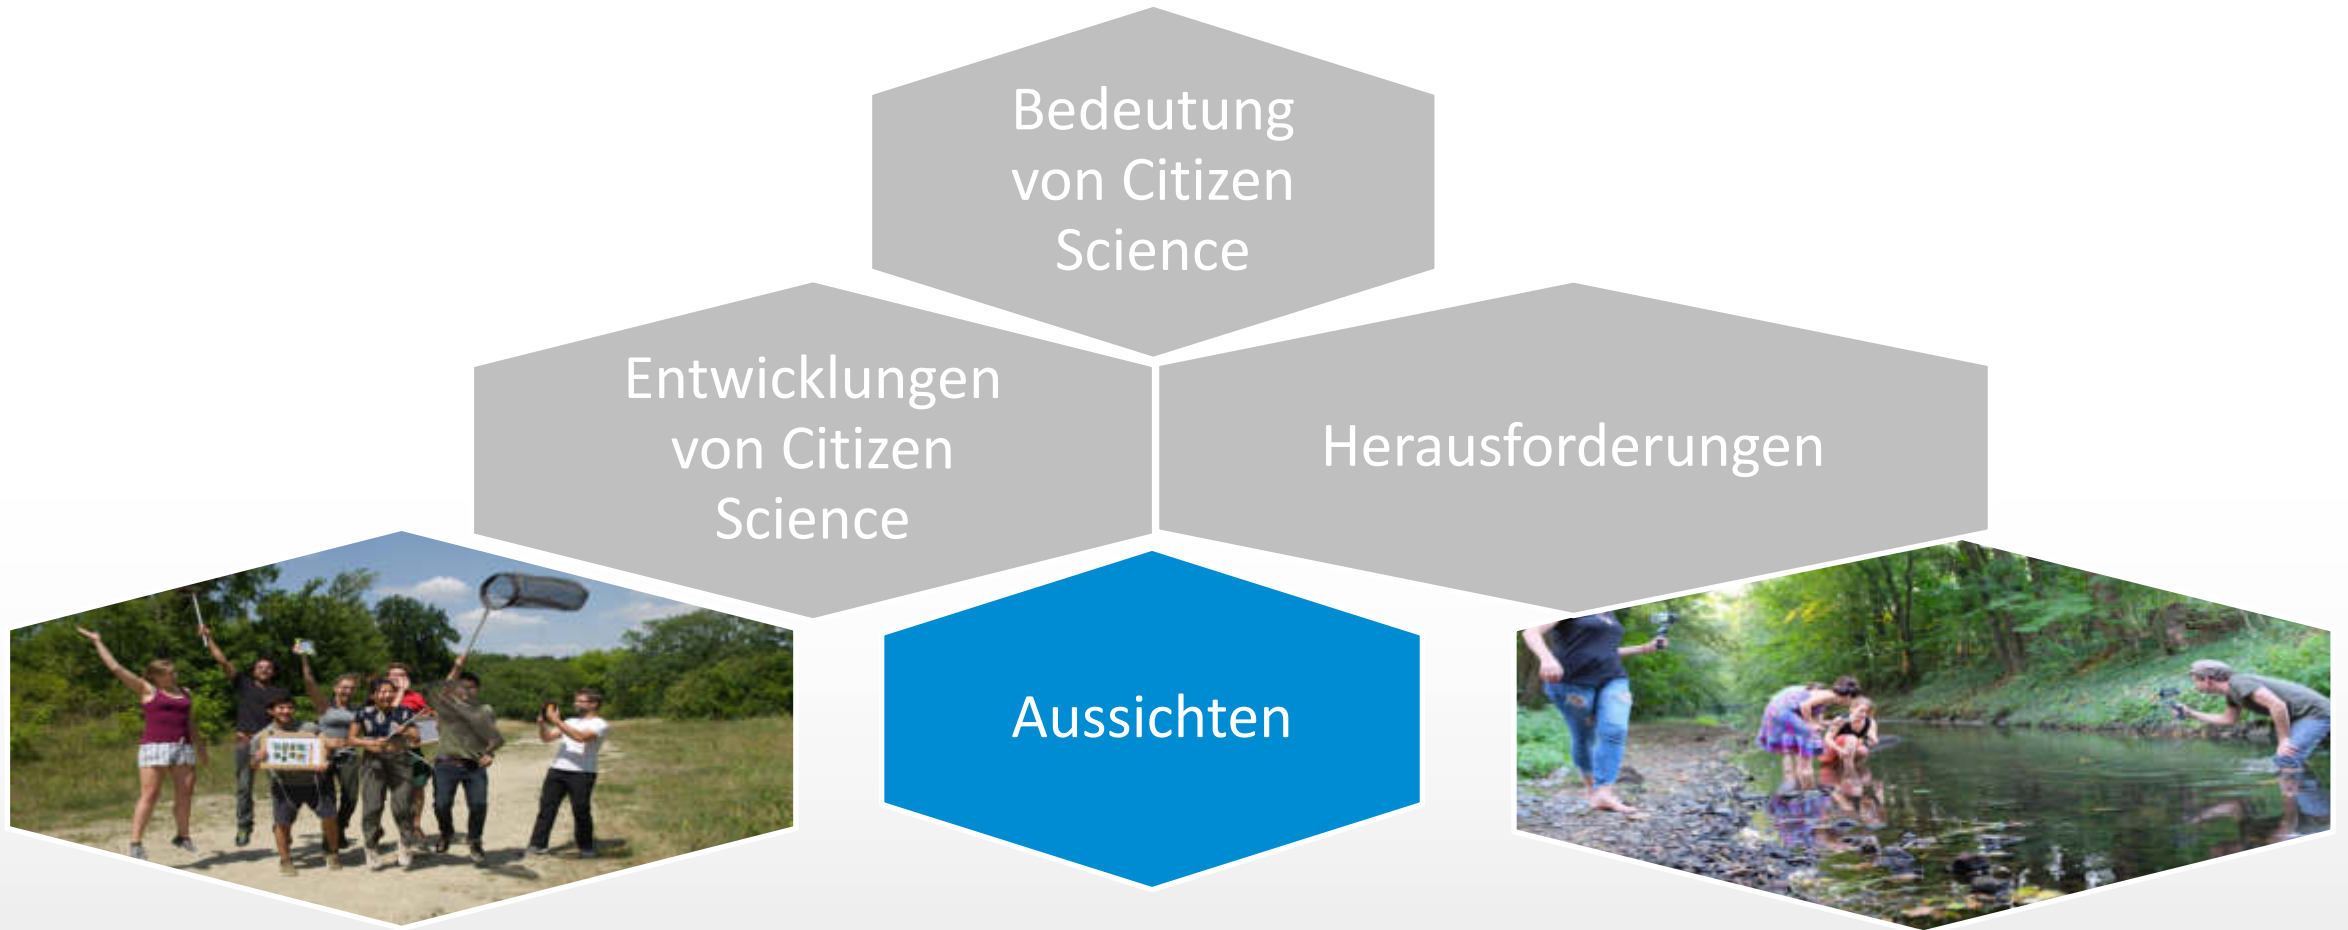 Bedeutung
von Citizen
Science
Entwicklungen
von Citizen
Science
Herausforderungen
Aussichten